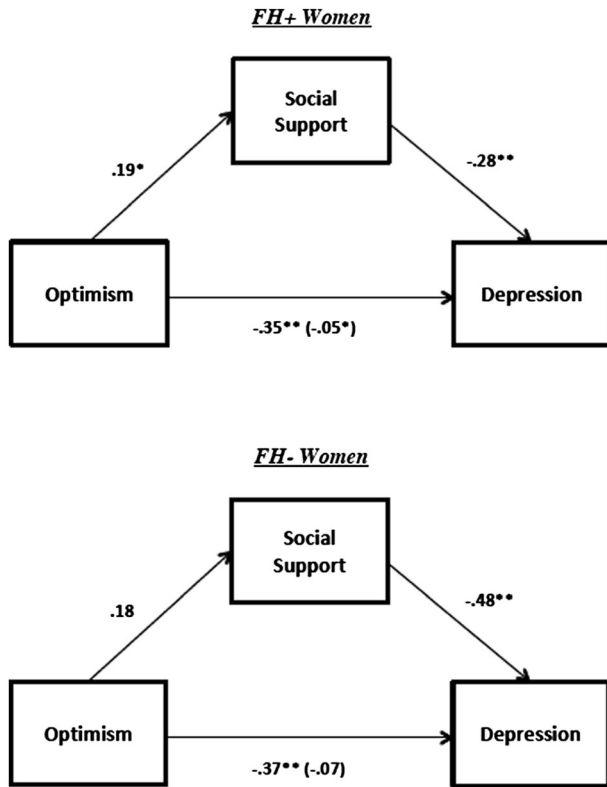 FH+ Women
Social
Support
.19*
-.28**
Optimism
Depression
-.35** (-.05*)
FH- Women
Social
Support
.18
-.48**
Optimism
Depression
-.37** (-.07)